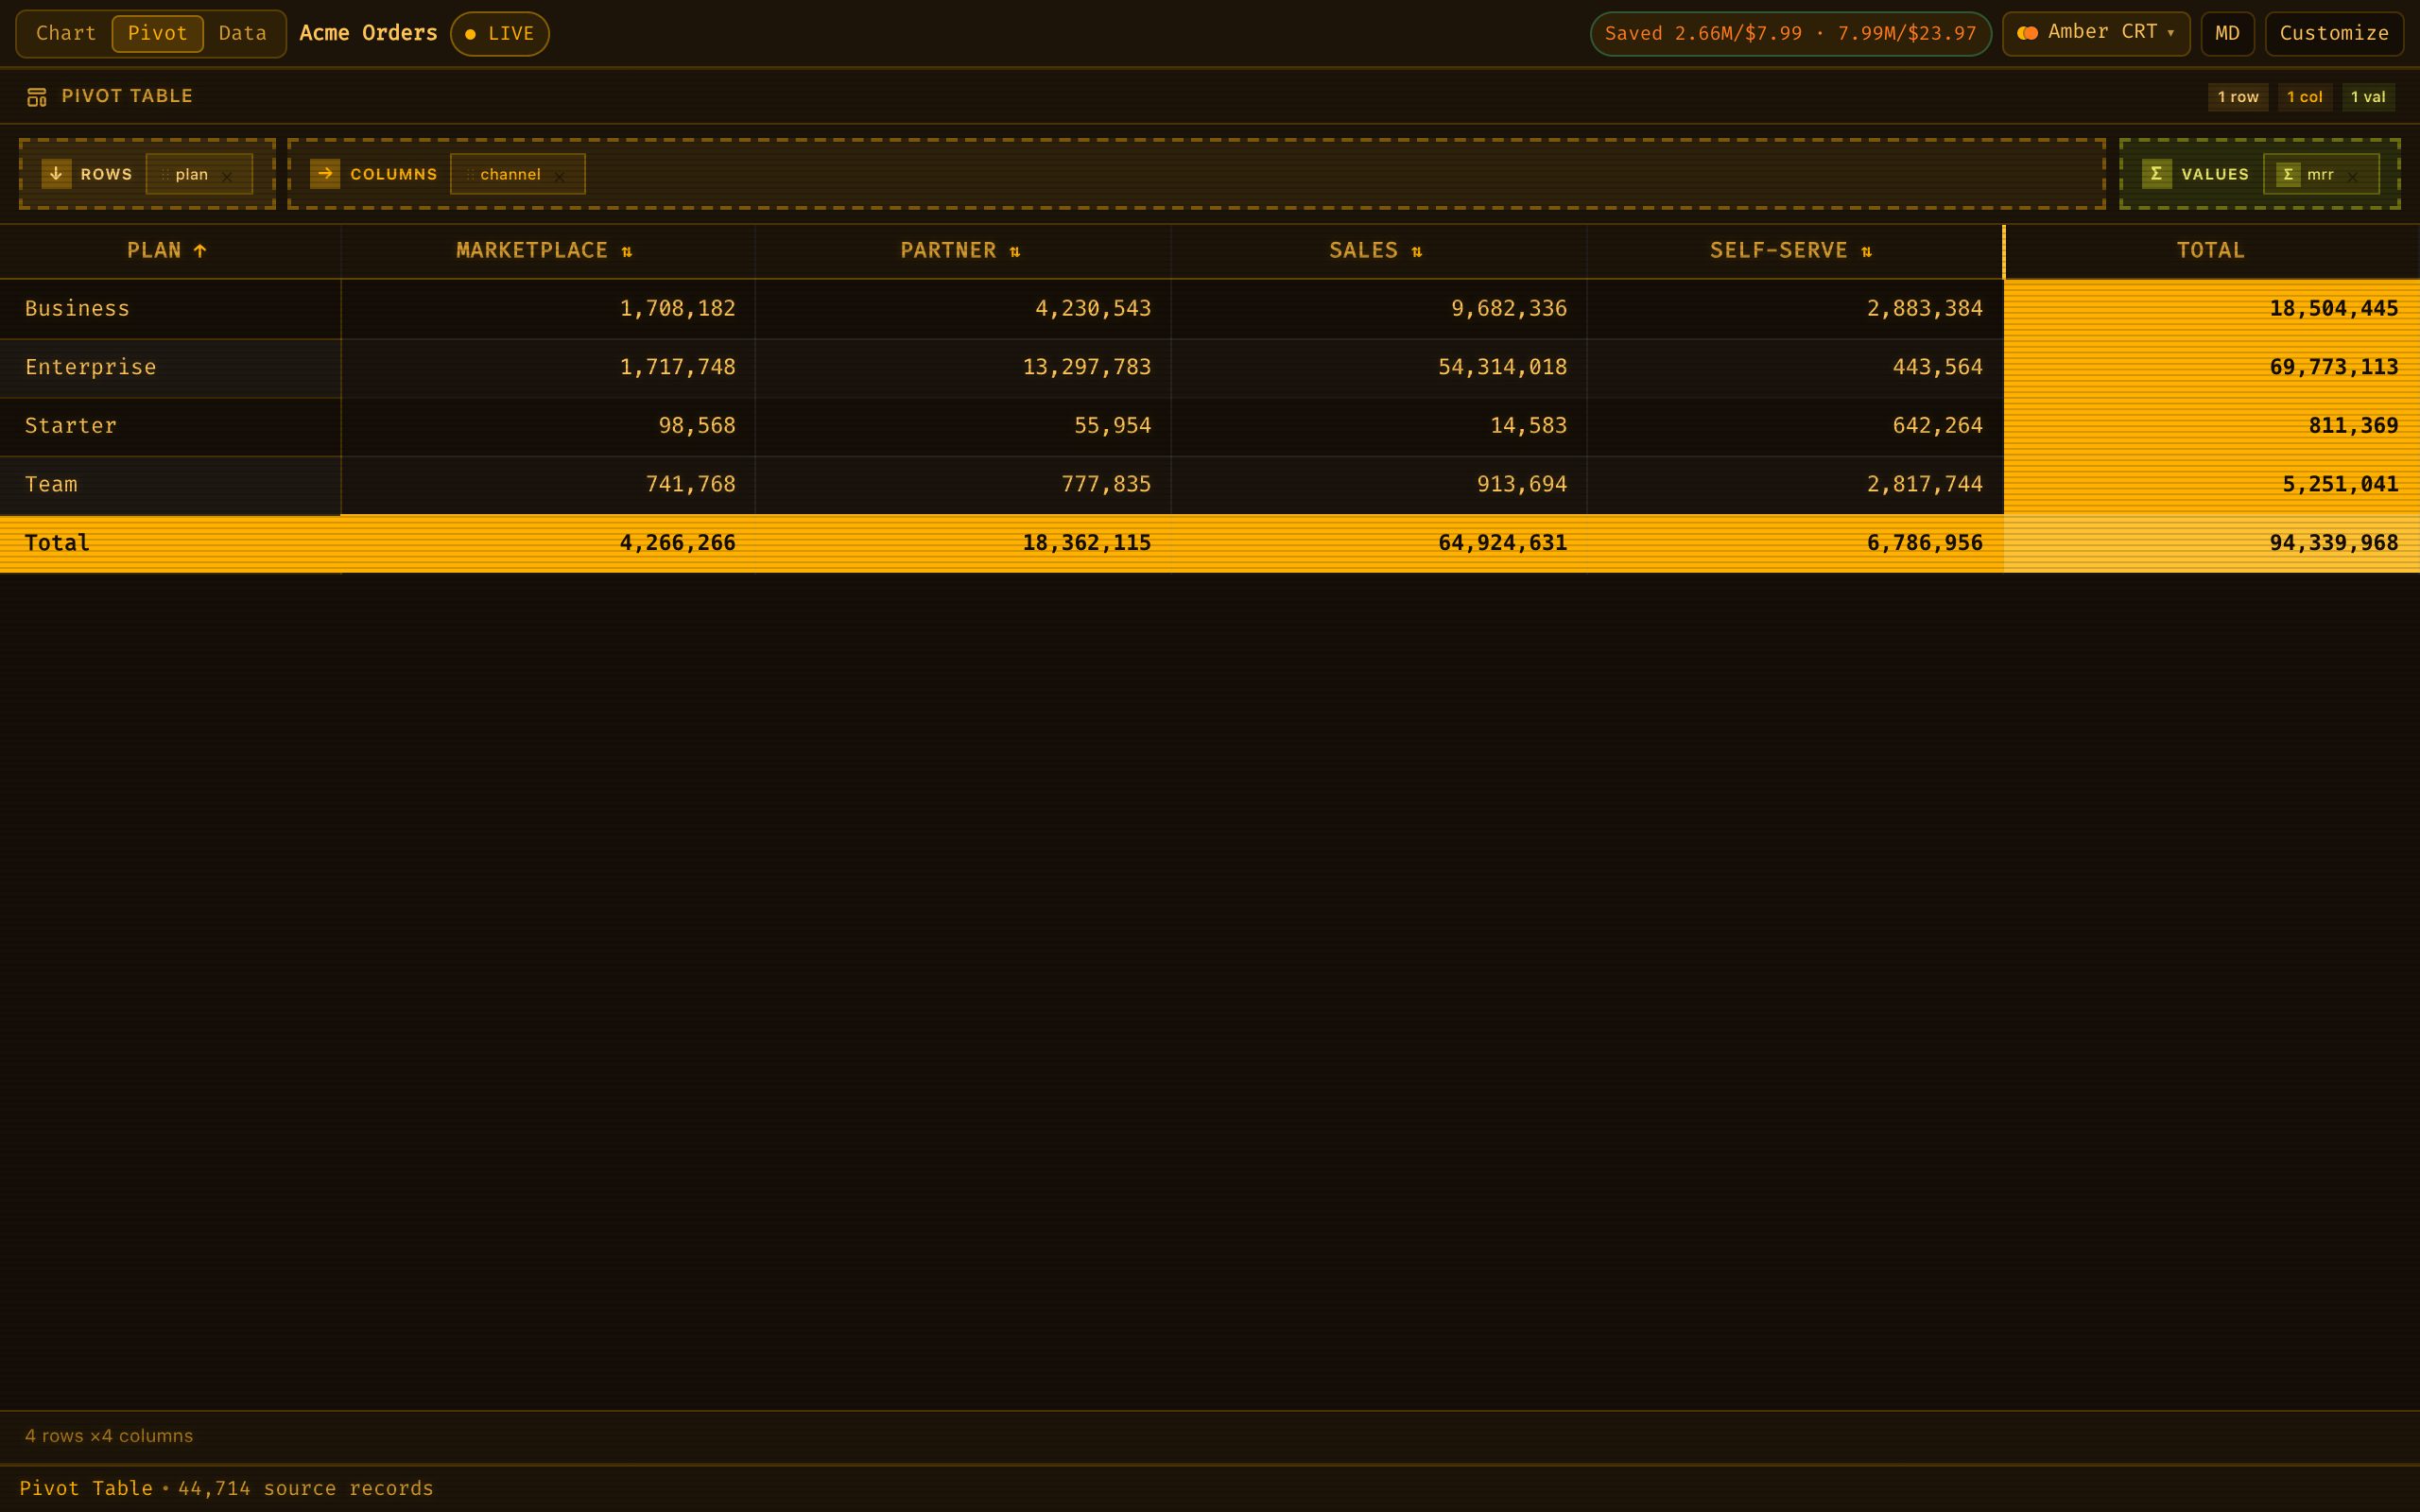 Chart Pivot Data Acme Orders ● LIVE Saved 2.66M/$7.99 · 7.99M/$23.97 Amber CRT ▾ MD Customize
PIVOT TABLE 1 row 1 col 1 val
↓ ROWS plan × → COLUMNS channel × Σ VALUES Σ mrr ×
PLAN ↑ MARKETPLACE ⇅ PARTNER ⇅ SALES ⇅ SELF-SERVE ⇅ TOTAL
Business 1,708,182 4,230,543 9,682,336 2,883,384 18,504,445
Enterprise 1,717,748 13,297,783 54,314,018 443,564 69,773,113
Starter 98,568 55,954 14,583 642,264 811,369
Team 741,768 777,835 913,694 2,817,744 5,251,041
Total 4,266,266 18,362,115 64,924,631 6,786,956 94,339,968
4 rows ×4 columns
Pivot Table • 44,714 source records